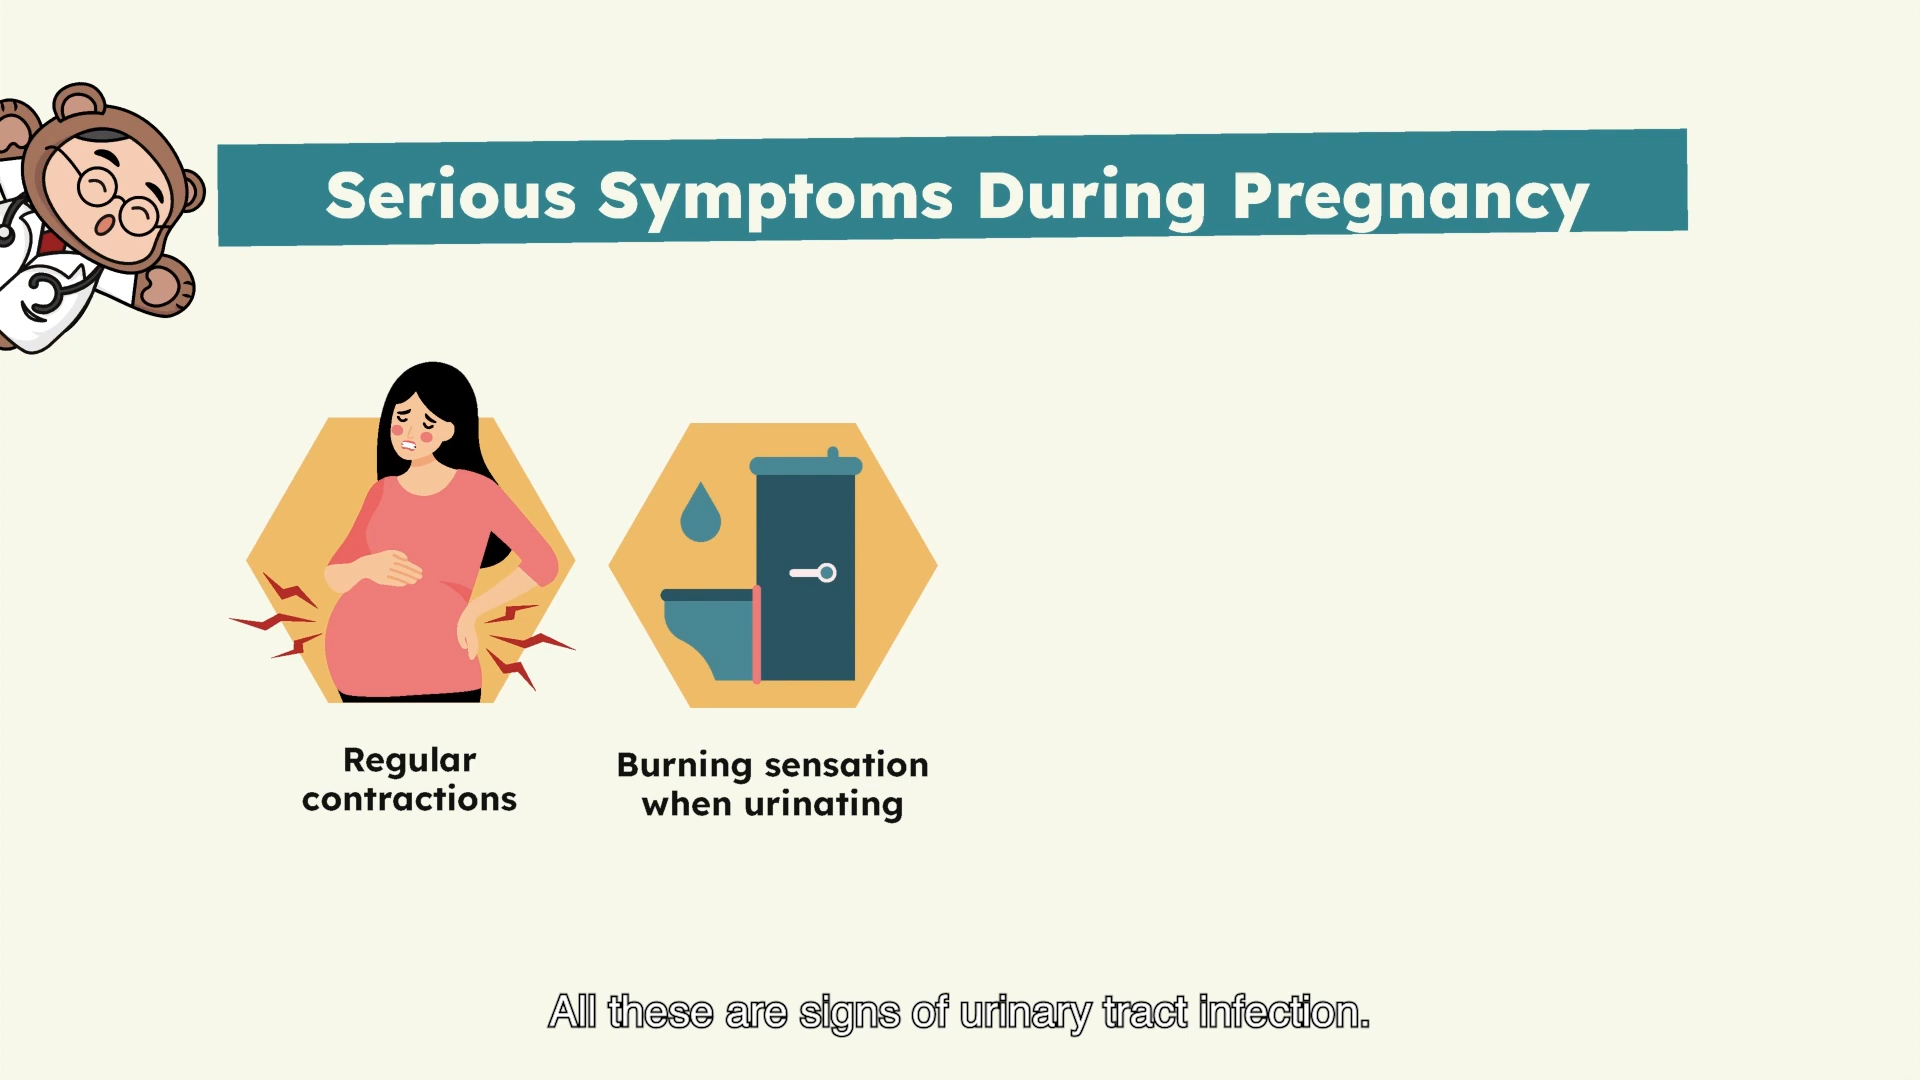 Serious Symptoms During Pregnancy
Regular
contractions
Burning sensation
when urinating
All these are signs of urinary tract infection.